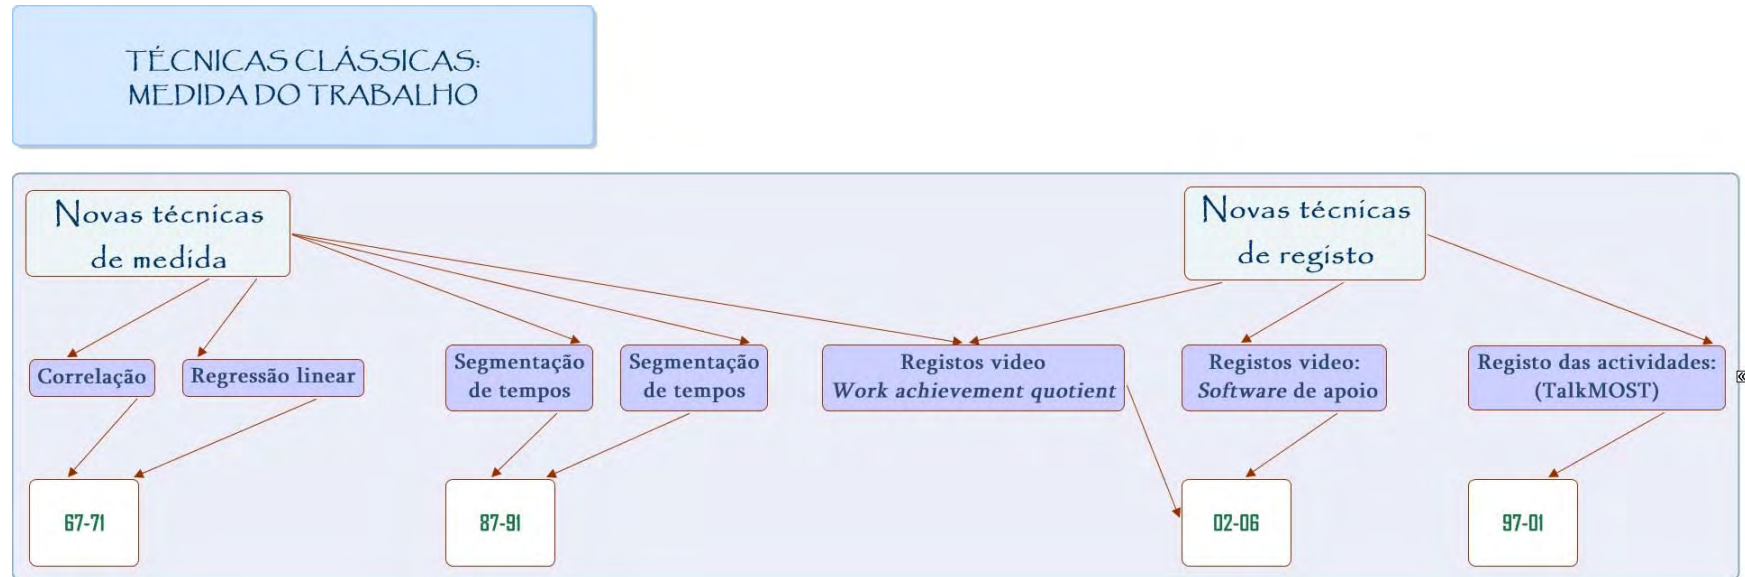 TÉCNICAS CLÁSSICAS:
MEDIDA DO TRABALHO
Novas técnicas
de medida
Novas técnicas
de registo
Correlação
Regressão linear
Segmentação
de tempos
Segmentação
de tempos
Registos video
Work achievement quotient
Registos video:
Software de apoio
Registo das actividades:
(TalkMOST)
«
67-71
87-91
02-06
97-01